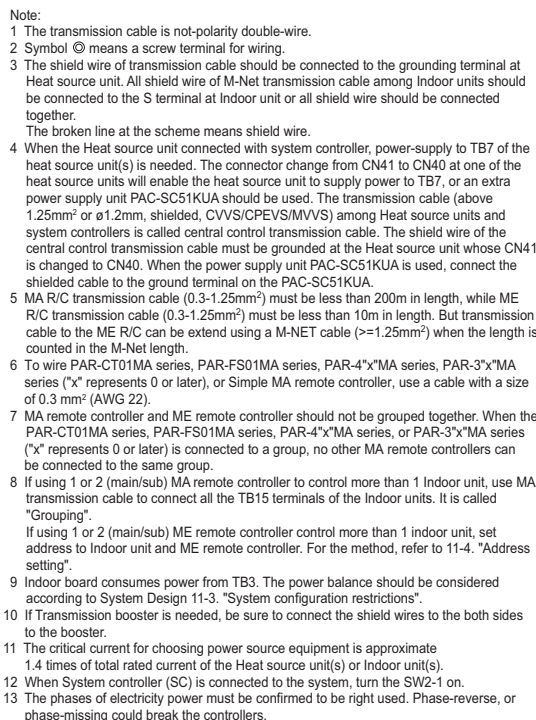 Note:
1 The transmission cable is not-polarity double-wire.
2 Symbol ◎ means a screw terminal for wiring.
3 The shield wire of transmission cable should be connected to the grounding terminal at
Heat source unit. All shield wire of M-Net transmission cable among Indoor units should
be connected to the S terminal at Indoor unit or all shield wire should be connected
together.
The broken line at the scheme means shield wire.
4 When the Heat source unit connected with system controller, power-supply to TB7 of the
heat source unit(s) is needed. The connector change from CN41 to CN40 at one of the
heat source units will enable the heat source unit to supply power to TB7, or an extra
power supply unit PAC-SC51KUA should be used. The transmission cable (above
1.25mm² or ø1.2mm, shielded, CVVS/CPEVS/MVVS) among Heat source units and
system controllers is called central control transmission cable. The shield wire of the
central control transmission cable must be grounded at the Heat source unit whose CN41
is changed to CN40. When the power supply unit PAC-SC51KUA is used, connect the
shielded cable to the ground terminal on the PAC-SC51KUA.
5 MA R/C transmission cable (0.3-1.25mm²) must be less than 200m in length, while ME
R/C transmission cable (0.3-1.25mm²) must be less than 10m in length. But transmission
cable to the ME R/C can be extend using a M-NET cable (>=1.25mm²) when the length is
counted in the M-Net length.
6 To wire PAR-CT01MA series, PAR-FS01MA series, PAR-4"x"MA series, PAR-3"x"MA
series ("x" represents 0 or later), or Simple MA remote controller, use a cable with a size
of 0.3 mm² (AWG 22).
7 MA remote controller and ME remote controller should not be grouped together. When the
PAR-CT01MA series, PAR-FS01MA series, PAR-4"x"MA series, or PAR-3"x"MA series
("x" represents 0 or later) is connected to a group, no other MA remote controllers can
be connected to the same group.
8 If using 1 or 2 (main/sub) MA remote controller to control more than 1 Indoor unit, use MA
transmission cable to connect all the TB15 terminals of the Indoor units. It is called
"Grouping".
If using 1 or 2 (main/sub) ME remote controller control more than 1 indoor unit, set
address to Indoor unit and ME remote controller. For the method, refer to 11-4. "Address
setting".
9 Indoor board consumes power from TB3. The power balance should be considered
according to System Design 11-3. "System configuration restrictions".
10 If Transmission booster is needed, be sure to connect the shield wires to the both sides
to the booster.
11 The critical current for choosing power source equipment is approximate
1.4 times of total rated current of the Heat source unit(s) or Indoor unit(s).
12 When System controller (SC) is connected to the system, turn the SW2-1 on.
13 The phases of electricity power must be confirmed to be right used. Phase-reverse, or
phase-missing could break the controllers.